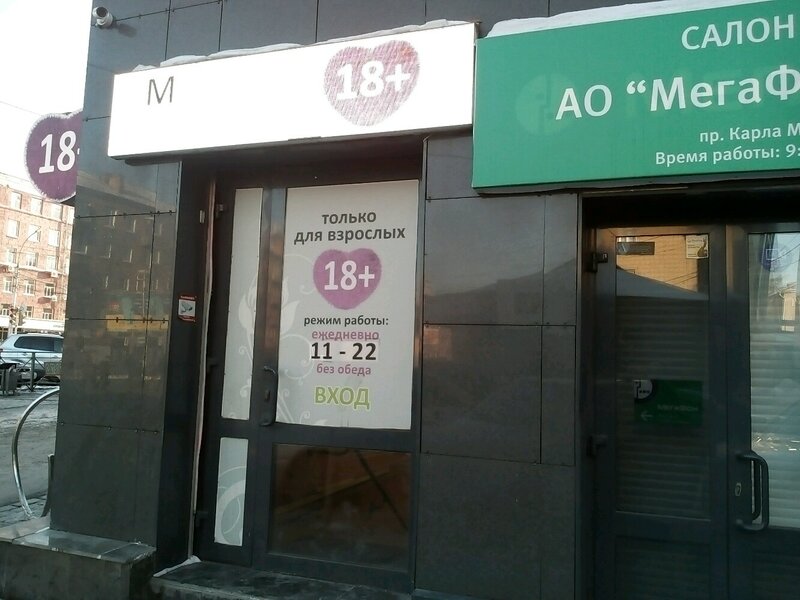 М
18+
18
только
для взрослых
18+
режим работы:
ежедневно
11 - 22
без обеда
ВХОД
САЛОН
АО “МегаФ
пр. Карла М
Время работы: 9: